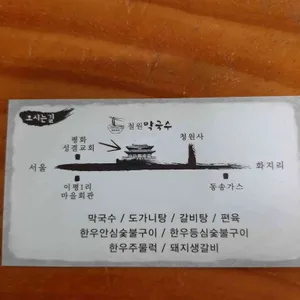 오시는길
철원막국수
평화
성결교회
철원사
서울
화지리
이평1리
마을회관
동송가스
막국수 / 도가니탕 / 갈비탕 / 편육
한우안심숯불구이 / 한우등심숯불구이
한우주물럭 / 돼지생갈비